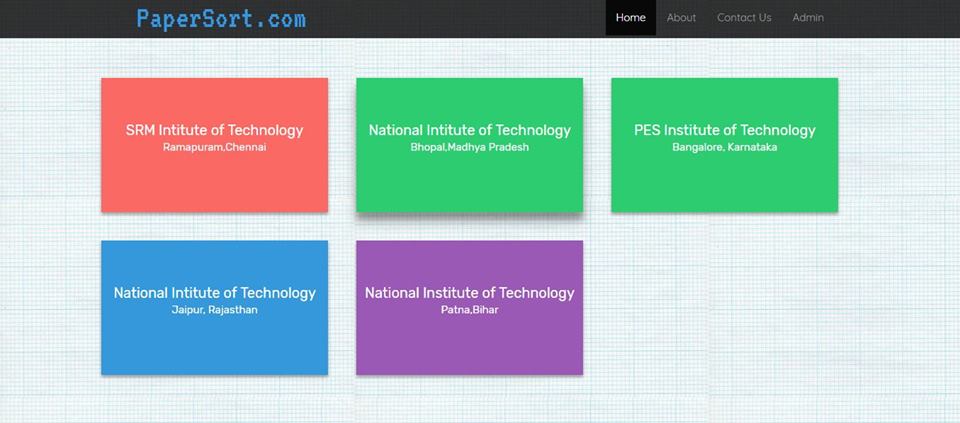 PaperSort.com
Home About Contact Us Admin
SRM Intitute of Technology
Ramapuram,Chennai
National Intitute of Technology
Bhopal,Madhya Pradesh
PES Institute of Technology
Bangalore, Karnataka
National Intitute of Technology
Jaipur, Rajasthan
National Institute of Technology
Patna,Bihar